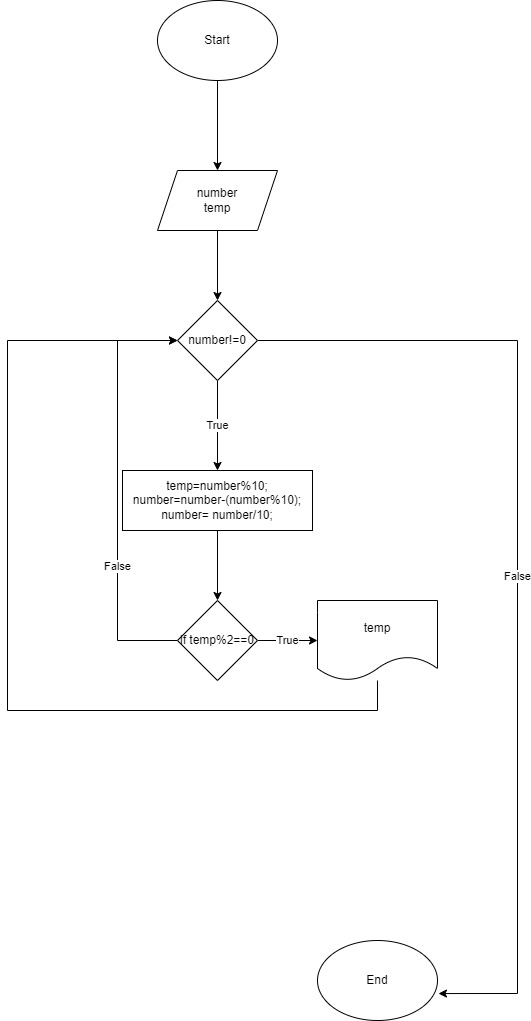 Start
number
temp
number!=0
True
temp=number%10;
number=number-(number%10);
number= number/10;
False
False
if temp%2==0
True
temp
End